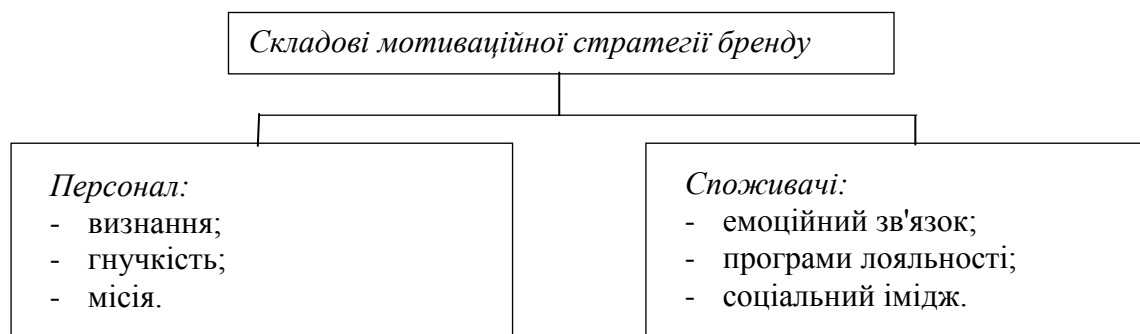 Складові мотиваційної стратегії бренду
Персонал:
- визнання;
- гнучкість;
- місія.
Споживачі:
- емоційний зв'язок;
- програми лояльності;
- соціальний імідж.